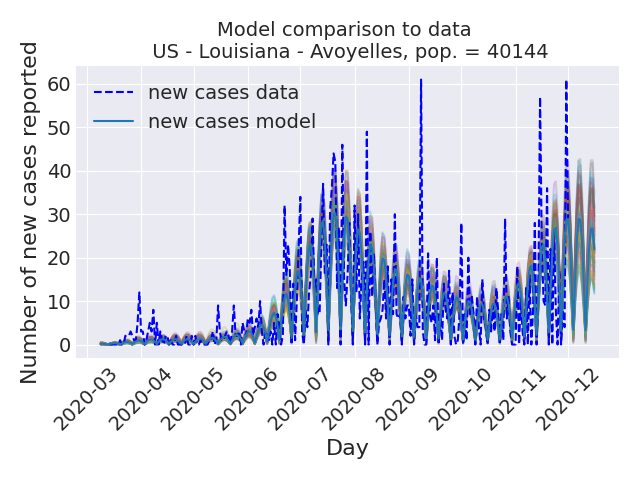 Model comparison to data
US - Louisiana - Avoyelles, pop. = 40144
Number of new cases reported
60
50
40
30
20
10
0
new cases data
new cases model
2020-03
2020-04
2020-05
2020-06
2020-07
2020-08
2020-09
2020-10
2020-11
2020-12
Day